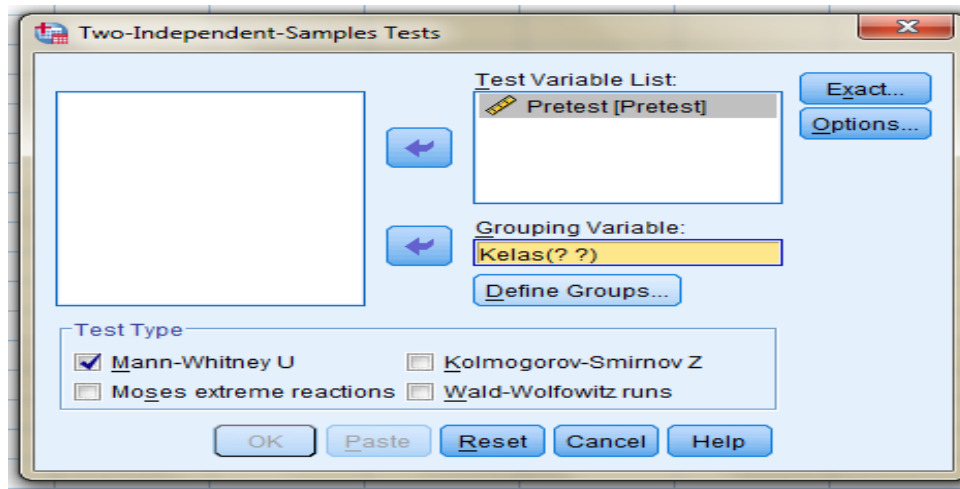 Two-Independent-Samples Tests
Test Variable List:
Pretest [Pretest]
Exact...
Options...
Grouping Variable:
Kelas(? ?)
Define Groups...
Test Type
Mann-Whitney U
Kolmogorov-Smirnov Z
Moses extreme reactions
Wald-Wolfowitz runs
OK
Paste
Reset
Cancel
Help